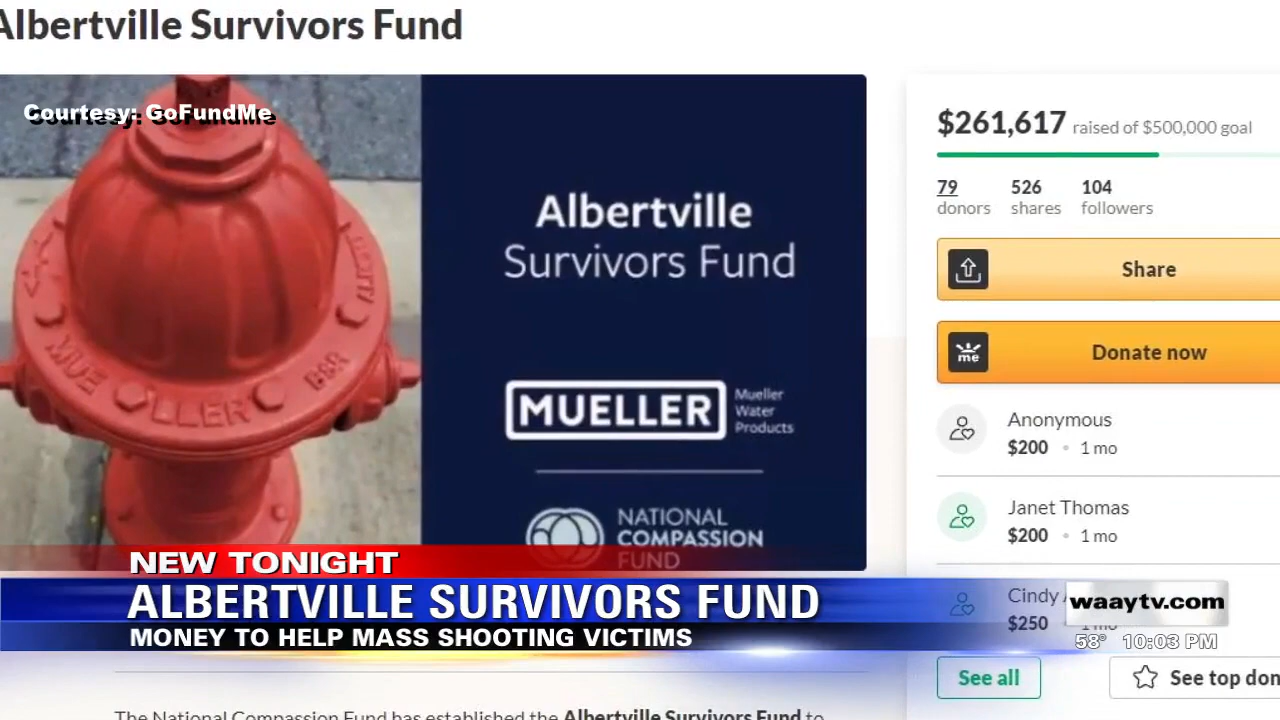 Albertville Survivors Fund
Courtesy: GoFundMe
MUELLER
B&R
Albertville
Survivors Fund
MUELLER
Mueller
Water
Products
NATIONAL
COMPASSION
FUND
$261,617 raised of $500,000 goal
79 526 104
donors shares followers
Share
me
Donate now
Anonymous
$200 • 1 mo
Janet Thomas
$200 • 1 mo
Cindy
$250 • 1 mo
See all
See top don
NEW TONIGHT
ALBERTVILLE SURVIVORS FUND
MONEY TO HELP MASS SHOOTING VICTIMS
waaytv.com
58° 10:03 PM
The National Compassion Fund has established the Albertville Survivors Fund to